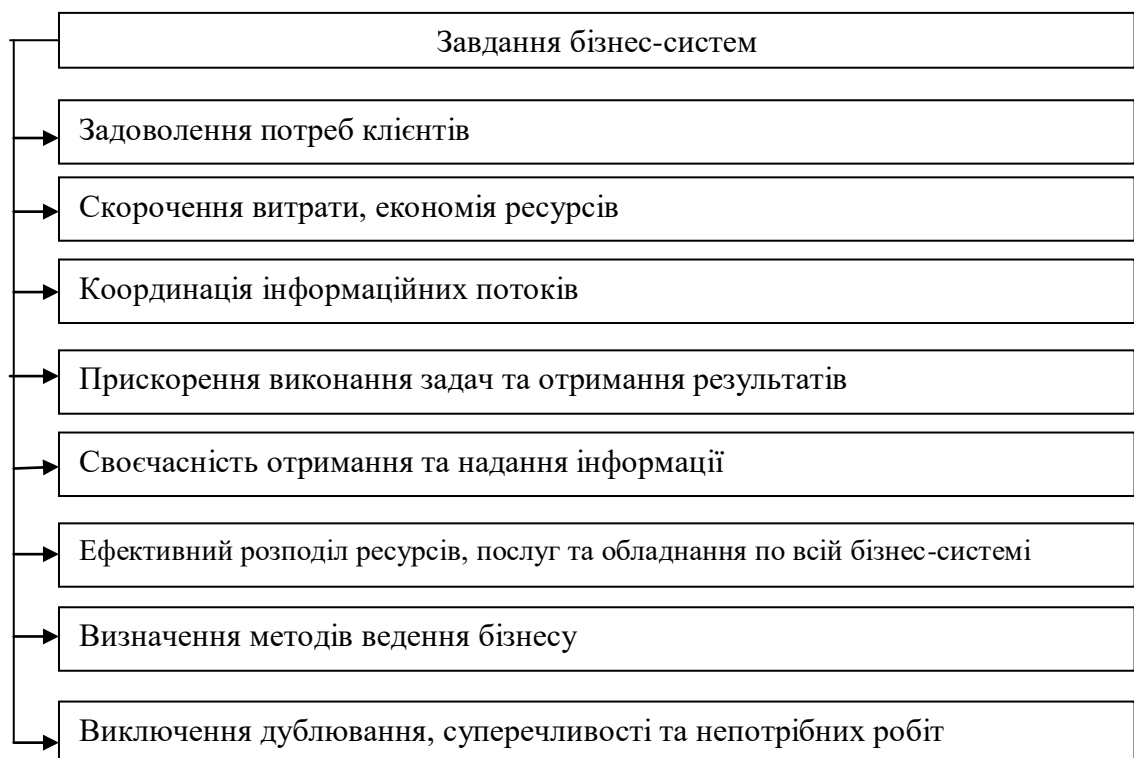 Завдання бізнес-систем
Задоволення потреб клієнтів
Скорочення витрати, економія ресурсів
Координація інформаційних потоків
Прискорення виконання задач та отримання результатів
Своєчасність отримання та надання інформації
Ефективний розподіл ресурсів, послуг та обладнання по всій бізнес-системі
Визначення методів ведення бізнесу
Виключення дублювання, суперечливості та непотрібних робіт